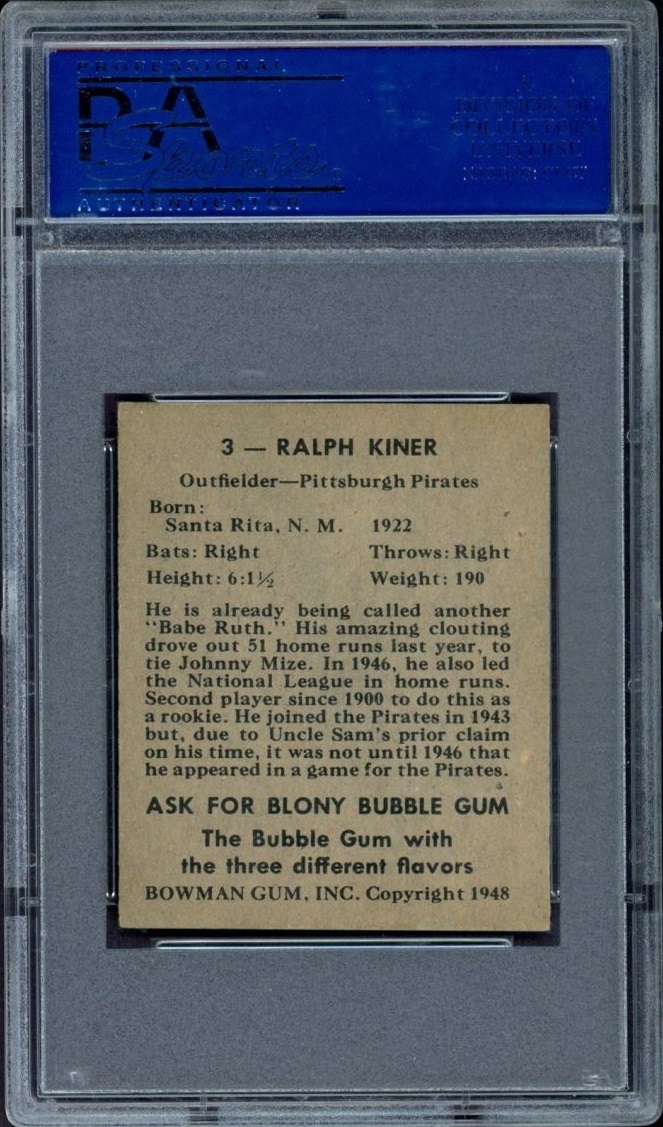 PROFESSIONAL
PSA
Sports
AUTHENTICATOR
A
DIVISION OF
COLLECTORS
UNIVERSE
3 — RALPH KINER
Outfielder—Pittsburgh Pirates
Born:
Santa Rita, N. M. 1922
Bats: Right Throws: Right
Height: 6:1½ Weight: 190
He is already being called another
"Babe Ruth." His amazing clouting
drove out 51 home runs last year, to
tie Johnny Mize. In 1946, he also led
the National League in home runs.
Second player since 1900 to do this as
a rookie. He joined the Pirates in 1943
but, due to Uncle Sam's prior claim
on his time, it was not until 1946 that
he appeared in a game for the Pirates.
ASK FOR BLONY BUBBLE GUM
The Bubble Gum with
the three different flavors
BOWMAN GUM, INC. Copyright 1948